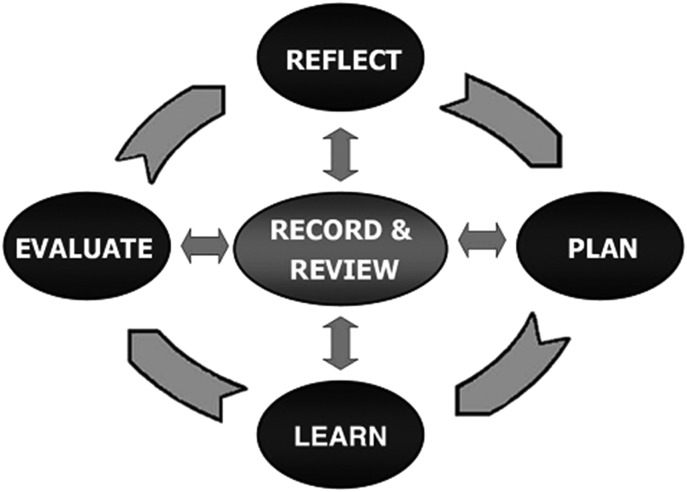 REFLECT
EVALUATE
RECORD &
REVIEW
PLAN
LEARN